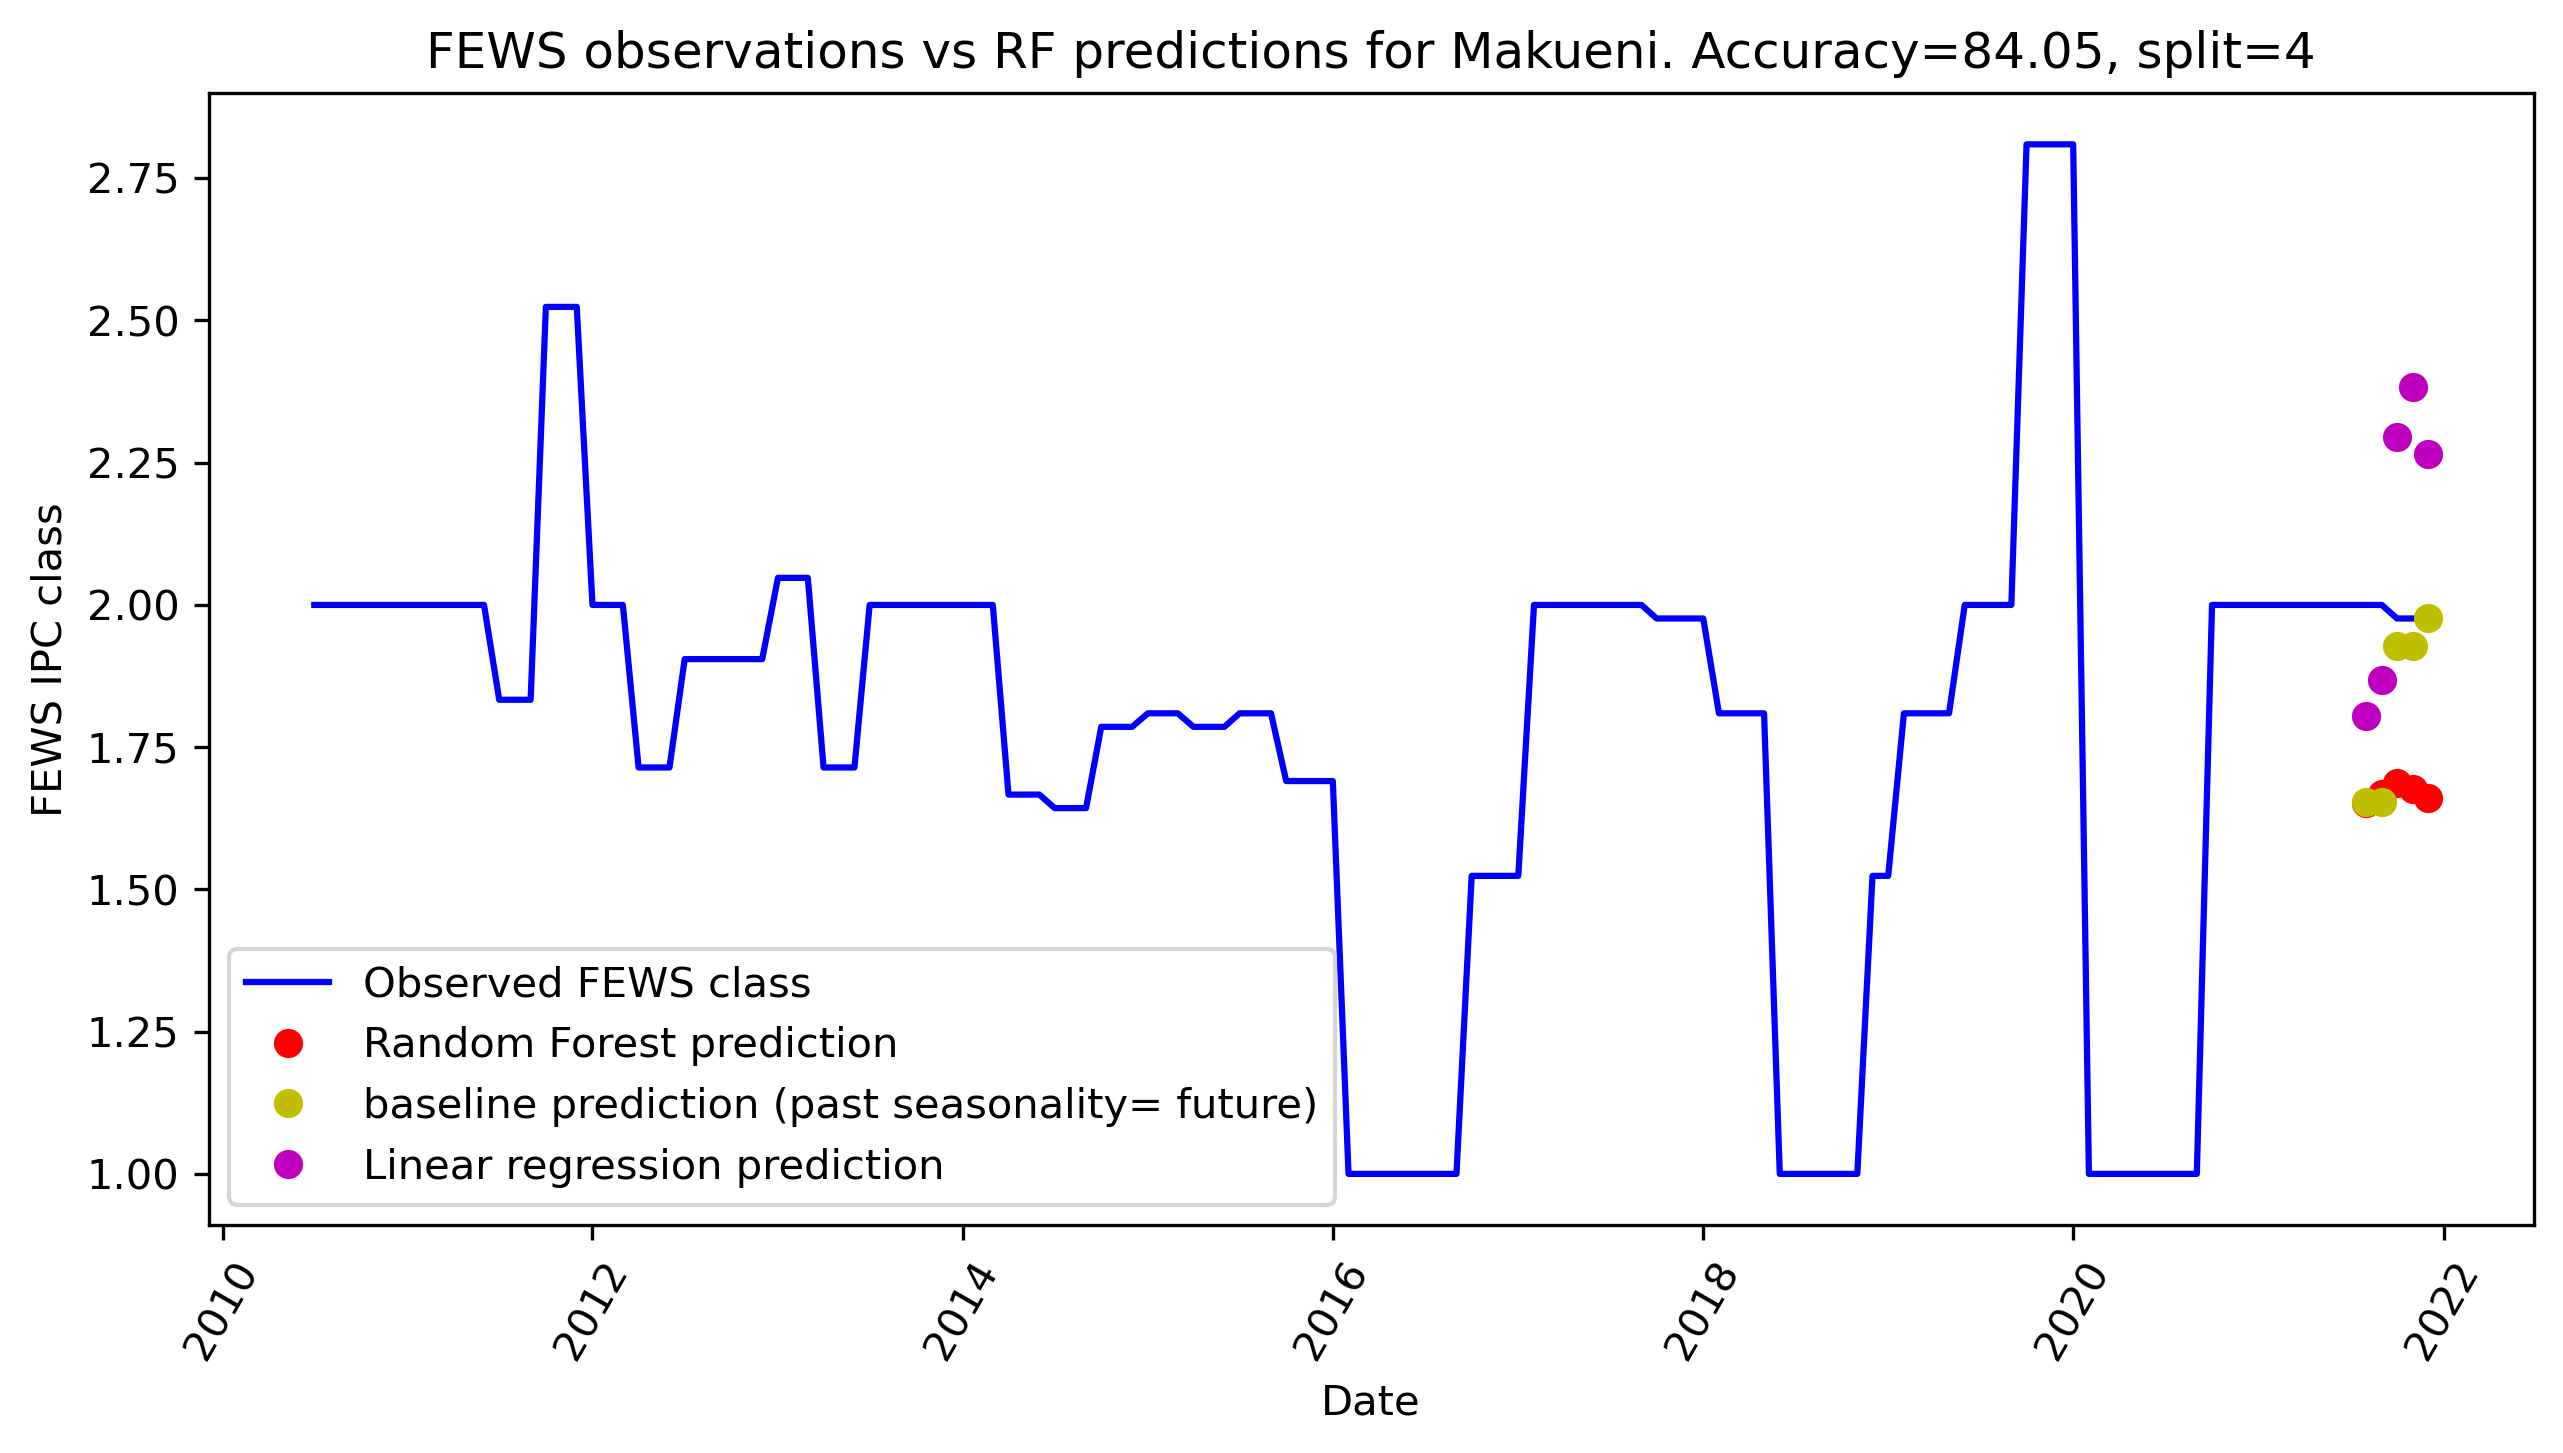 FEWS observations vs RF predictions for Makueni. Accuracy=84.05, split=4
FEWS IPC class
2.75
2.50
2.25
2.00
1.75
1.50
1.25
1.00
Observed FEWS class
Random Forest prediction
baseline prediction (past seasonality= future)
Linear regression prediction
2010
2012
2014
2016
2018
2020
2022
Date